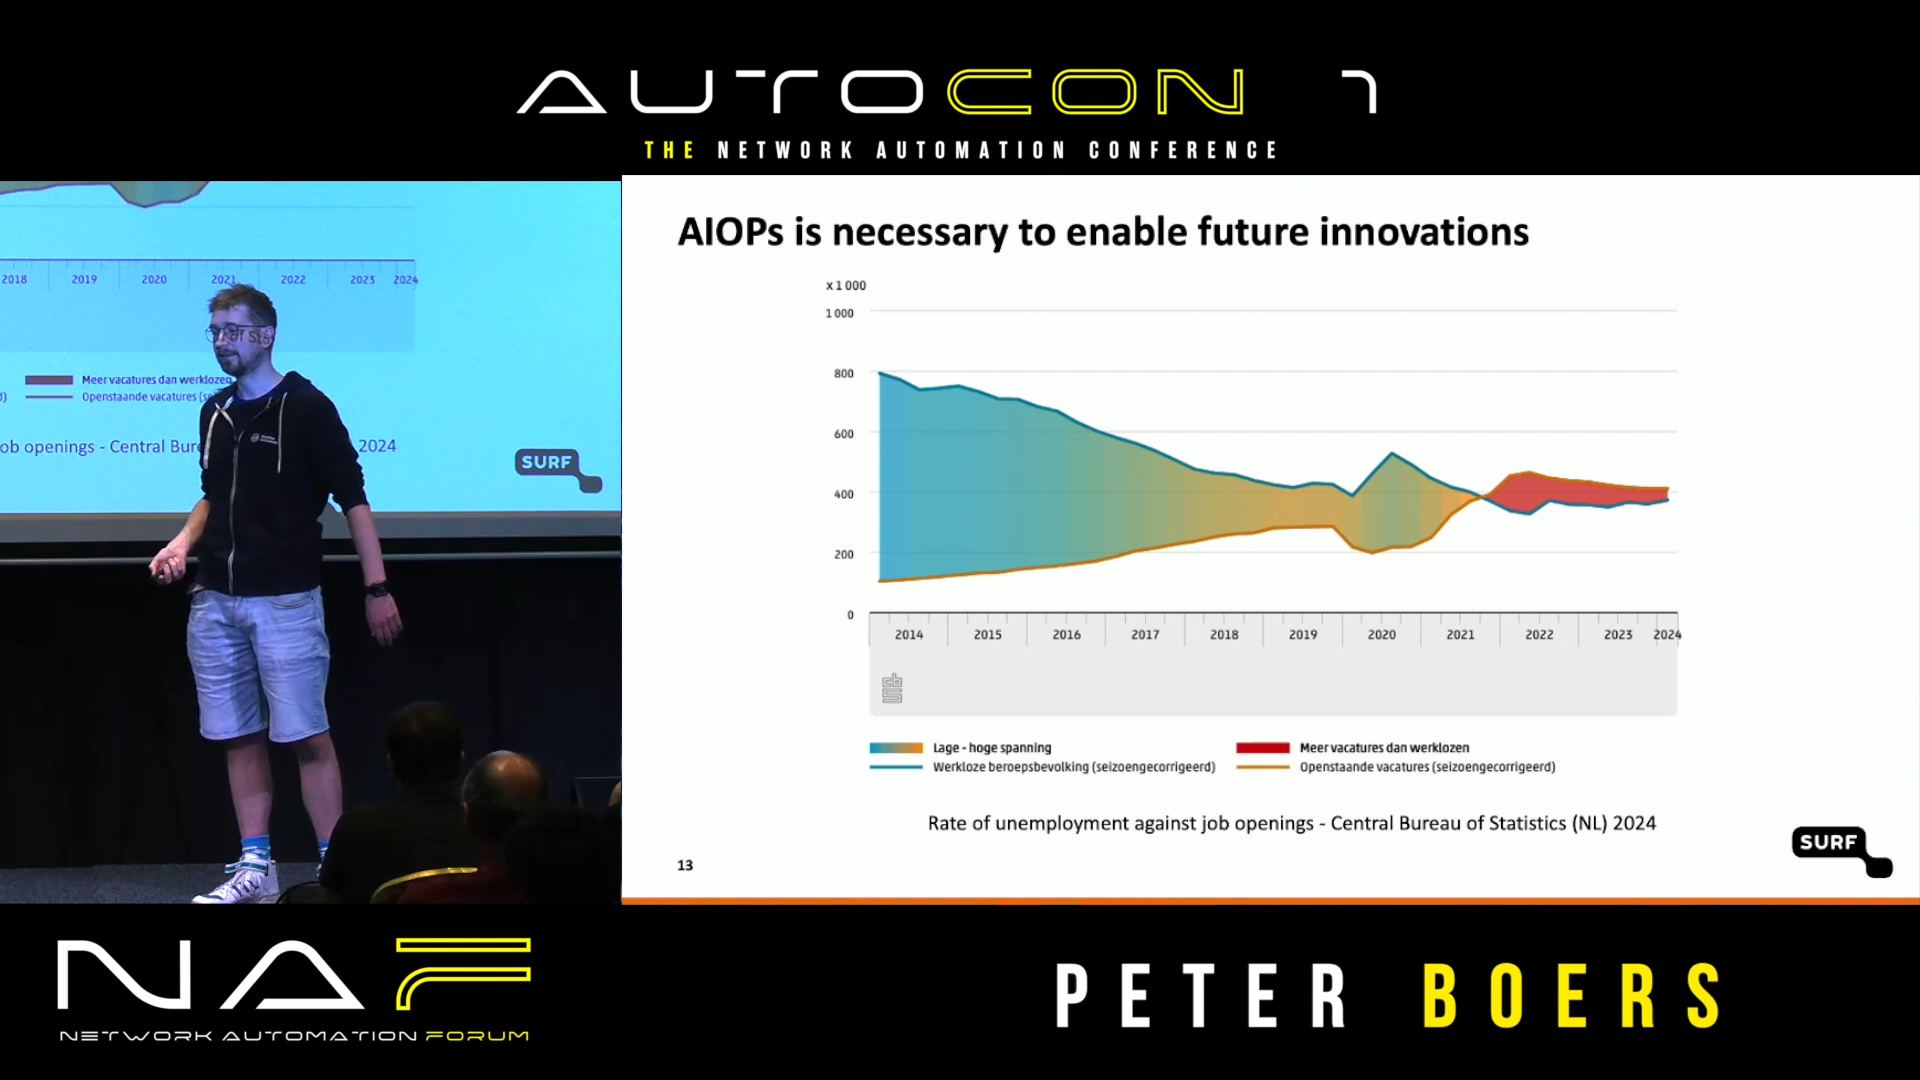 AUTOCON 1
THE NETWORK AUTOMATION CONFERENCE
2018 2019 2020 2021 2022 2023 2024
Meer vacatures dan werklozen
Openstaande vacatures
ob openings - Central Bure
2024
SURF
AIOPs is necessary to enable future innovations
x 1 000
1 000
800
600
400
200
0
2014 2015 2016 2017 2018 2019 2020 2021 2022 2023 2024
cbs
Lage - hoge spanning
Meer vacatures dan werklozen
Werkloze beroepsbevolking (seizoengecorrigeerd)
Openstaande vacatures (seizoengecorrigeerd)
Rate of unemployment against job openings - Central Bureau of Statistics (NL) 2024
13
SURF
NAF
NETWORK AUTOMATION FORUM
PETER BOERS